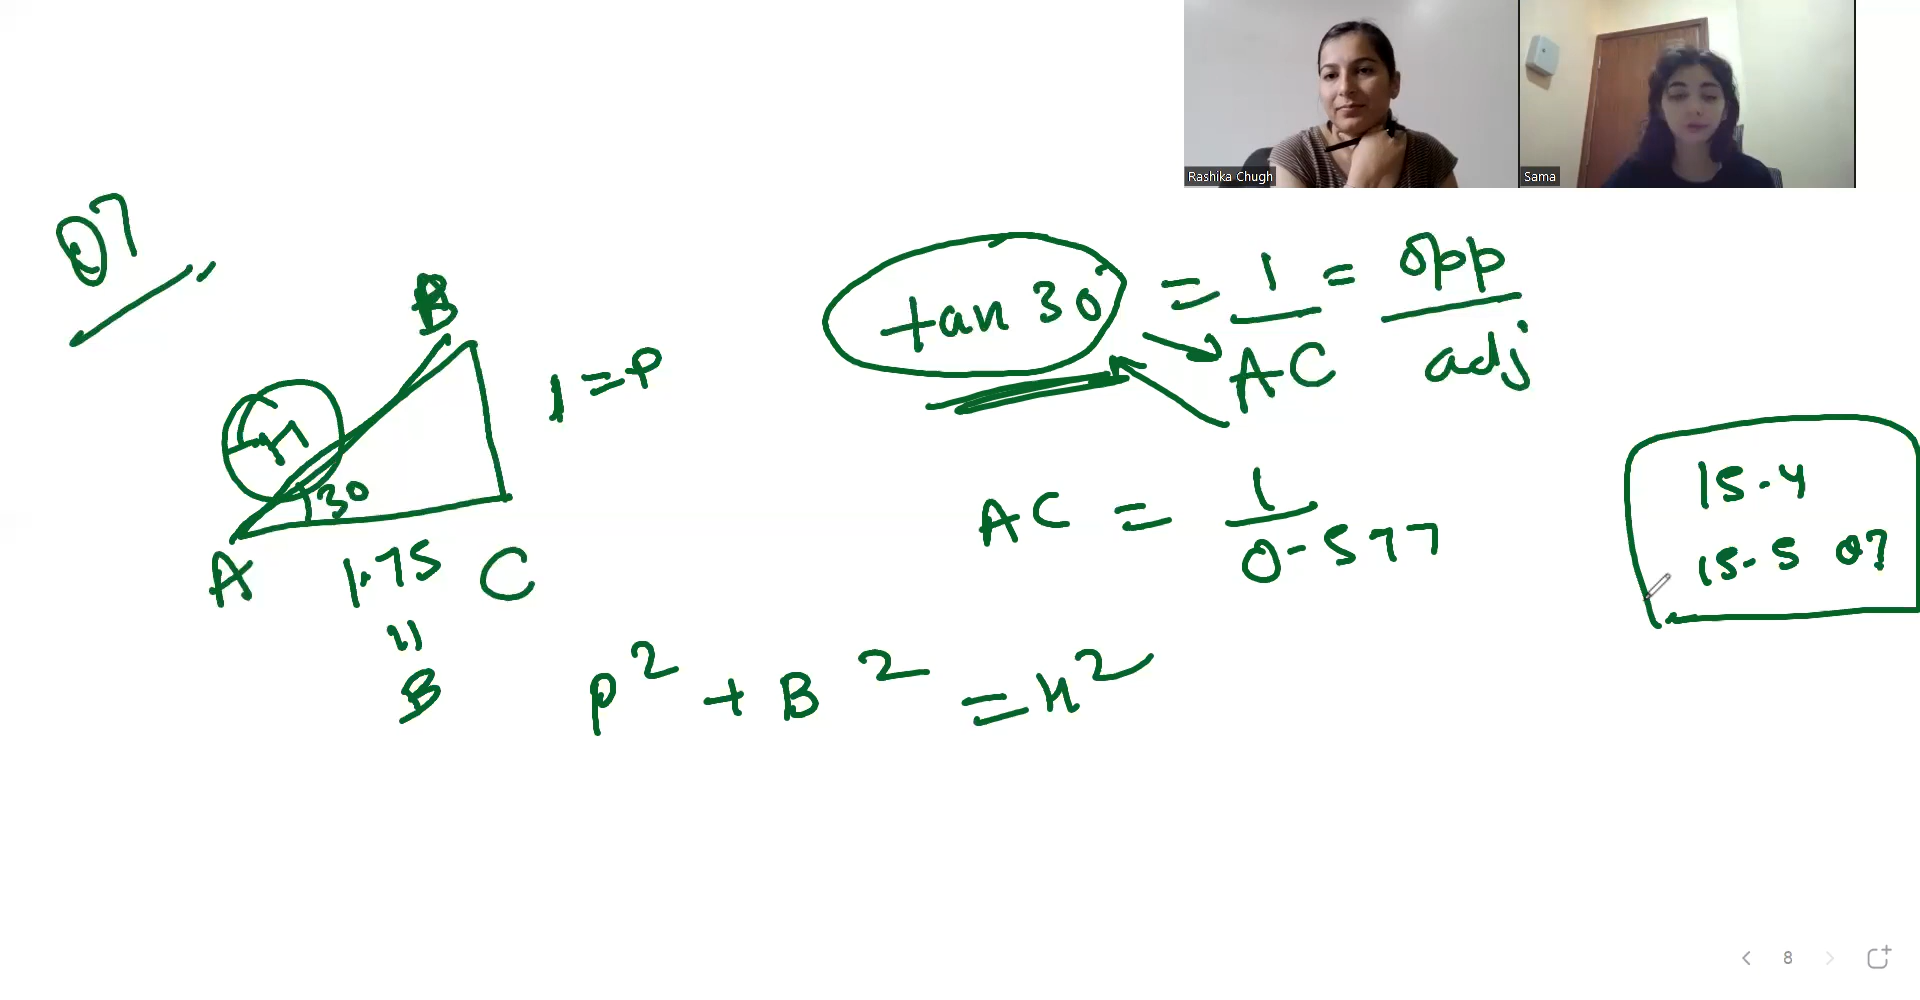 Rashika Chugh
Sama
Q7
B
1 = P
r
30
A 1.75 C
=
B
tan 30° = 1/AC = opp/adj
AC = 1/0.577
P² + B² = H²
15.4
15.5 Q7
8